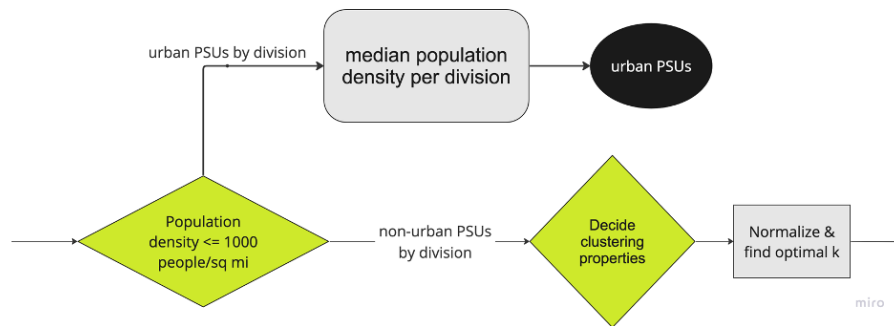 urban PSUs by division
median population
density per division
urban PSUs
Population
density <= 1000
people/sq mi
non-urban PSUs
by division
Decide
clustering
properties
Normalize &
find optimal k
miro